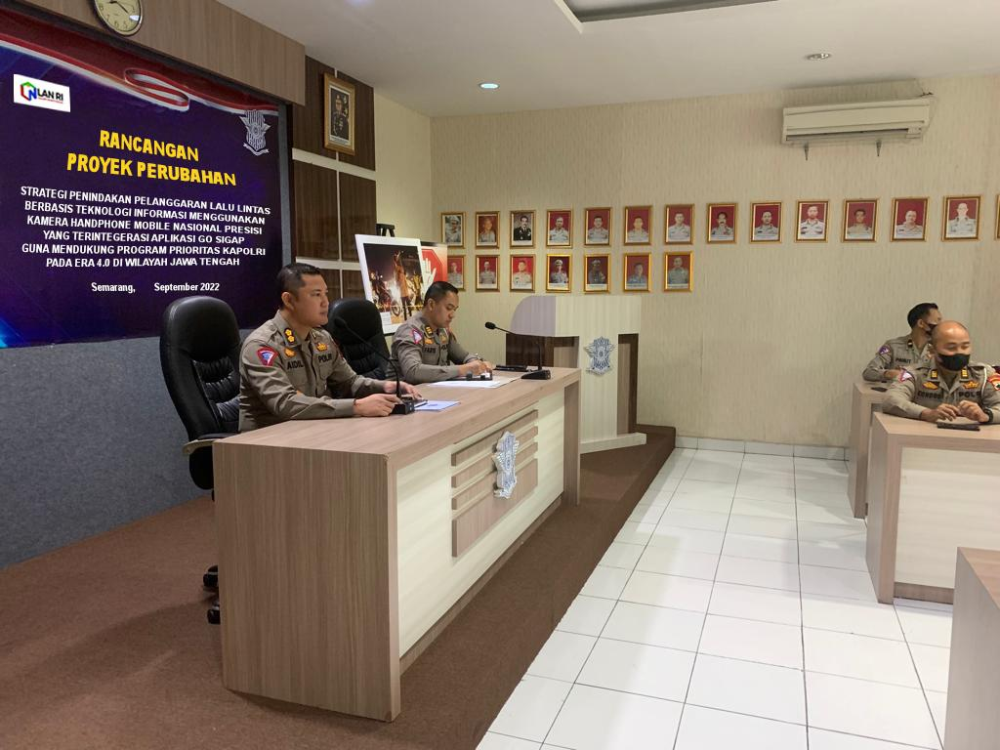 LAN RI
RANCANGAN
PROYEK PERUBAHAN
STRATEGI PENINDAKAN PELANGGARAN LALU LINTAS
BERBASIS TEKNOLOGI INFORMASI MENGGUNAKAN
KAMERA HANDPHONE MOBILE NASIONAL PRESISI
YANG TERINTEGERASI APLIKASI GO SIGAP
GUNA MENDUKUNG PROGRAM PRIORITAS KAPOLRI
PADA ERA 4.0 DI WILAYAH JAWA TENGAH
Semarang, September 2022
AIDIL POLRI
FARIS